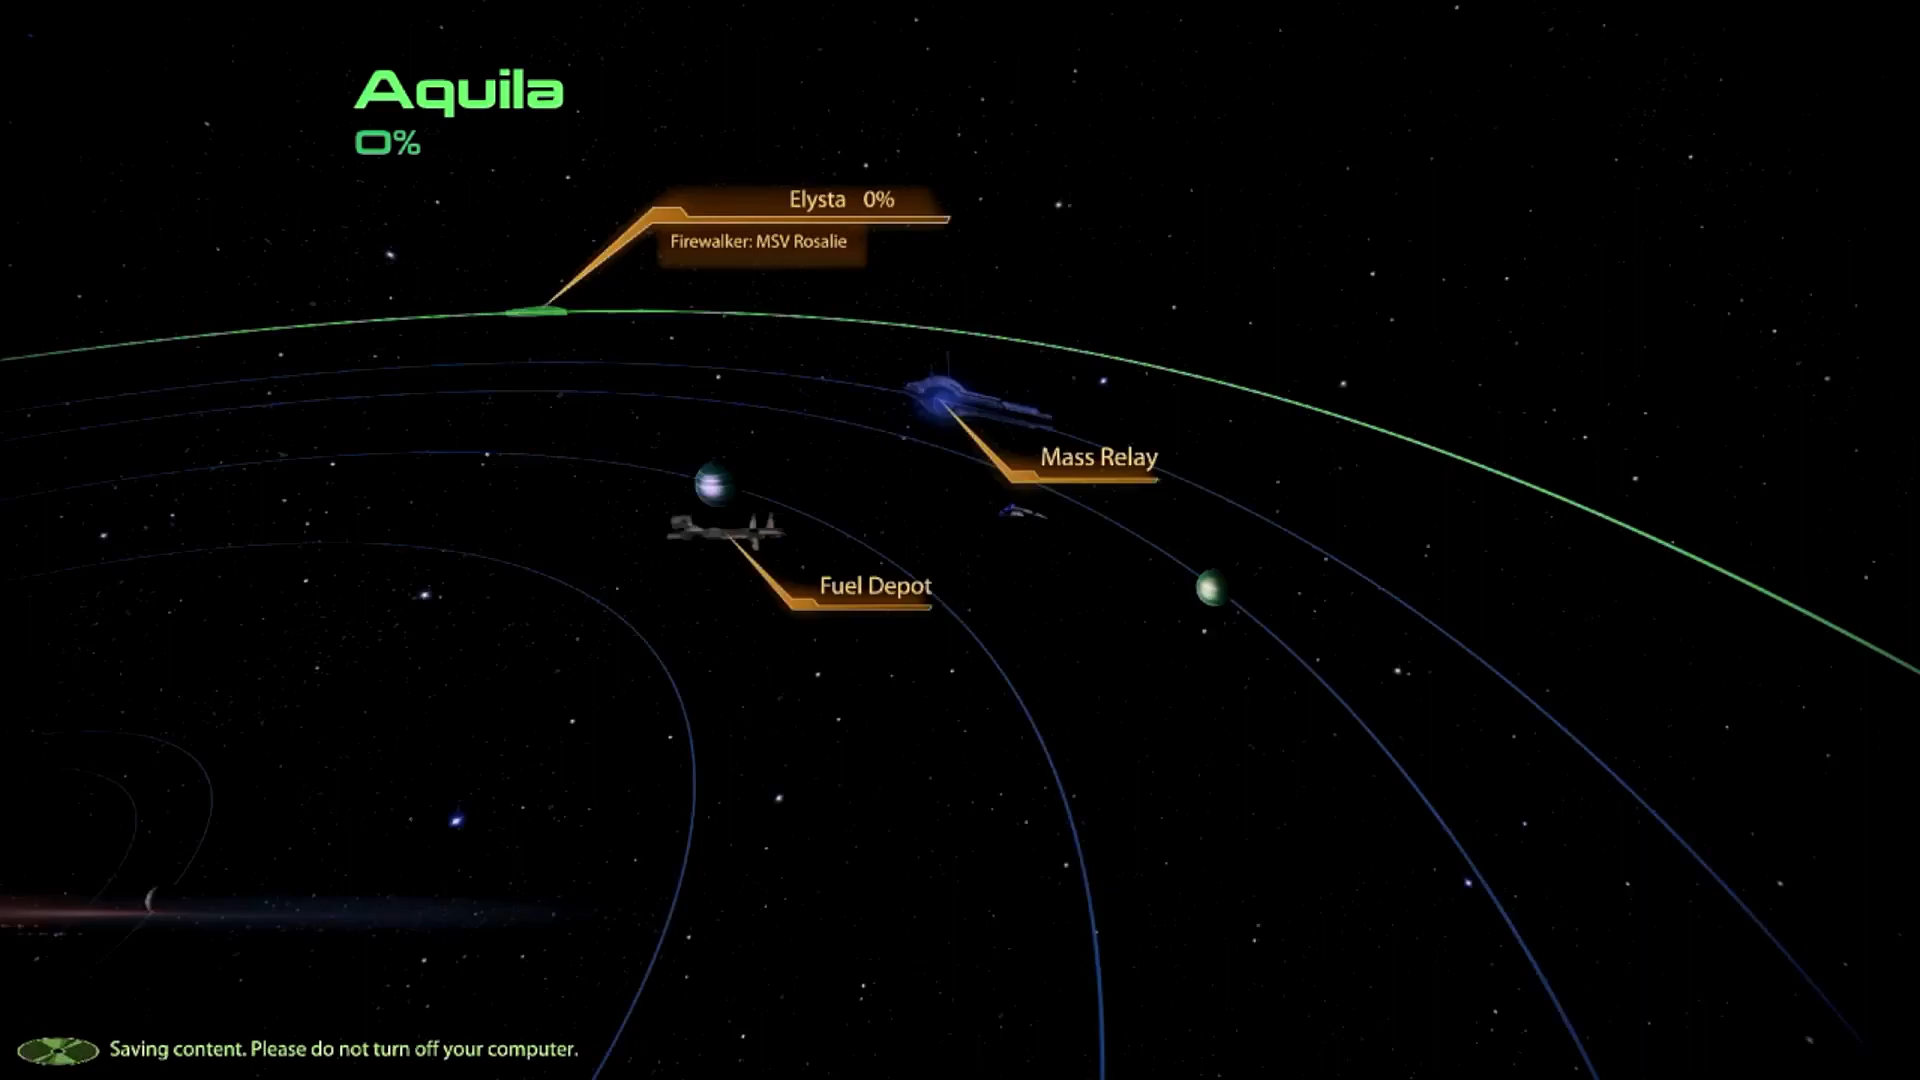 Aquila
0%
Elysta 0%
Firewalker: MSV Rosalie
Mass Relay
Fuel Depot
Saving content. Please do not turn off your computer.